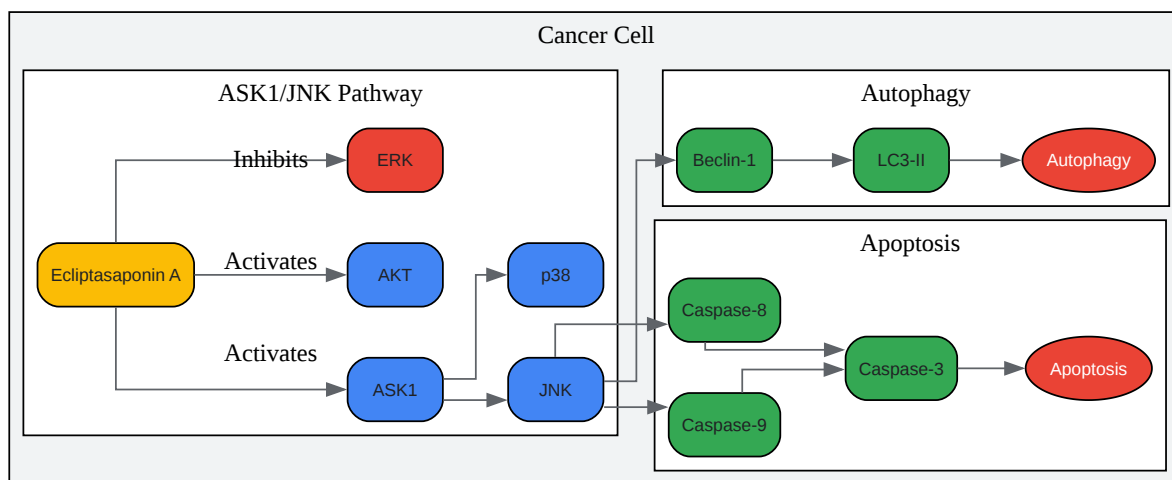 Cancer Cell
ASK1/JNK Pathway
Inhibits
ERK
Ecliptasaponin A
Activates
AKT
p38
Activates
ASK1
JNK
Autophagy
Beclin-1
LC3-II
Autophagy
Apoptosis
Caspase-8
Caspase-3
Apoptosis
Caspase-9